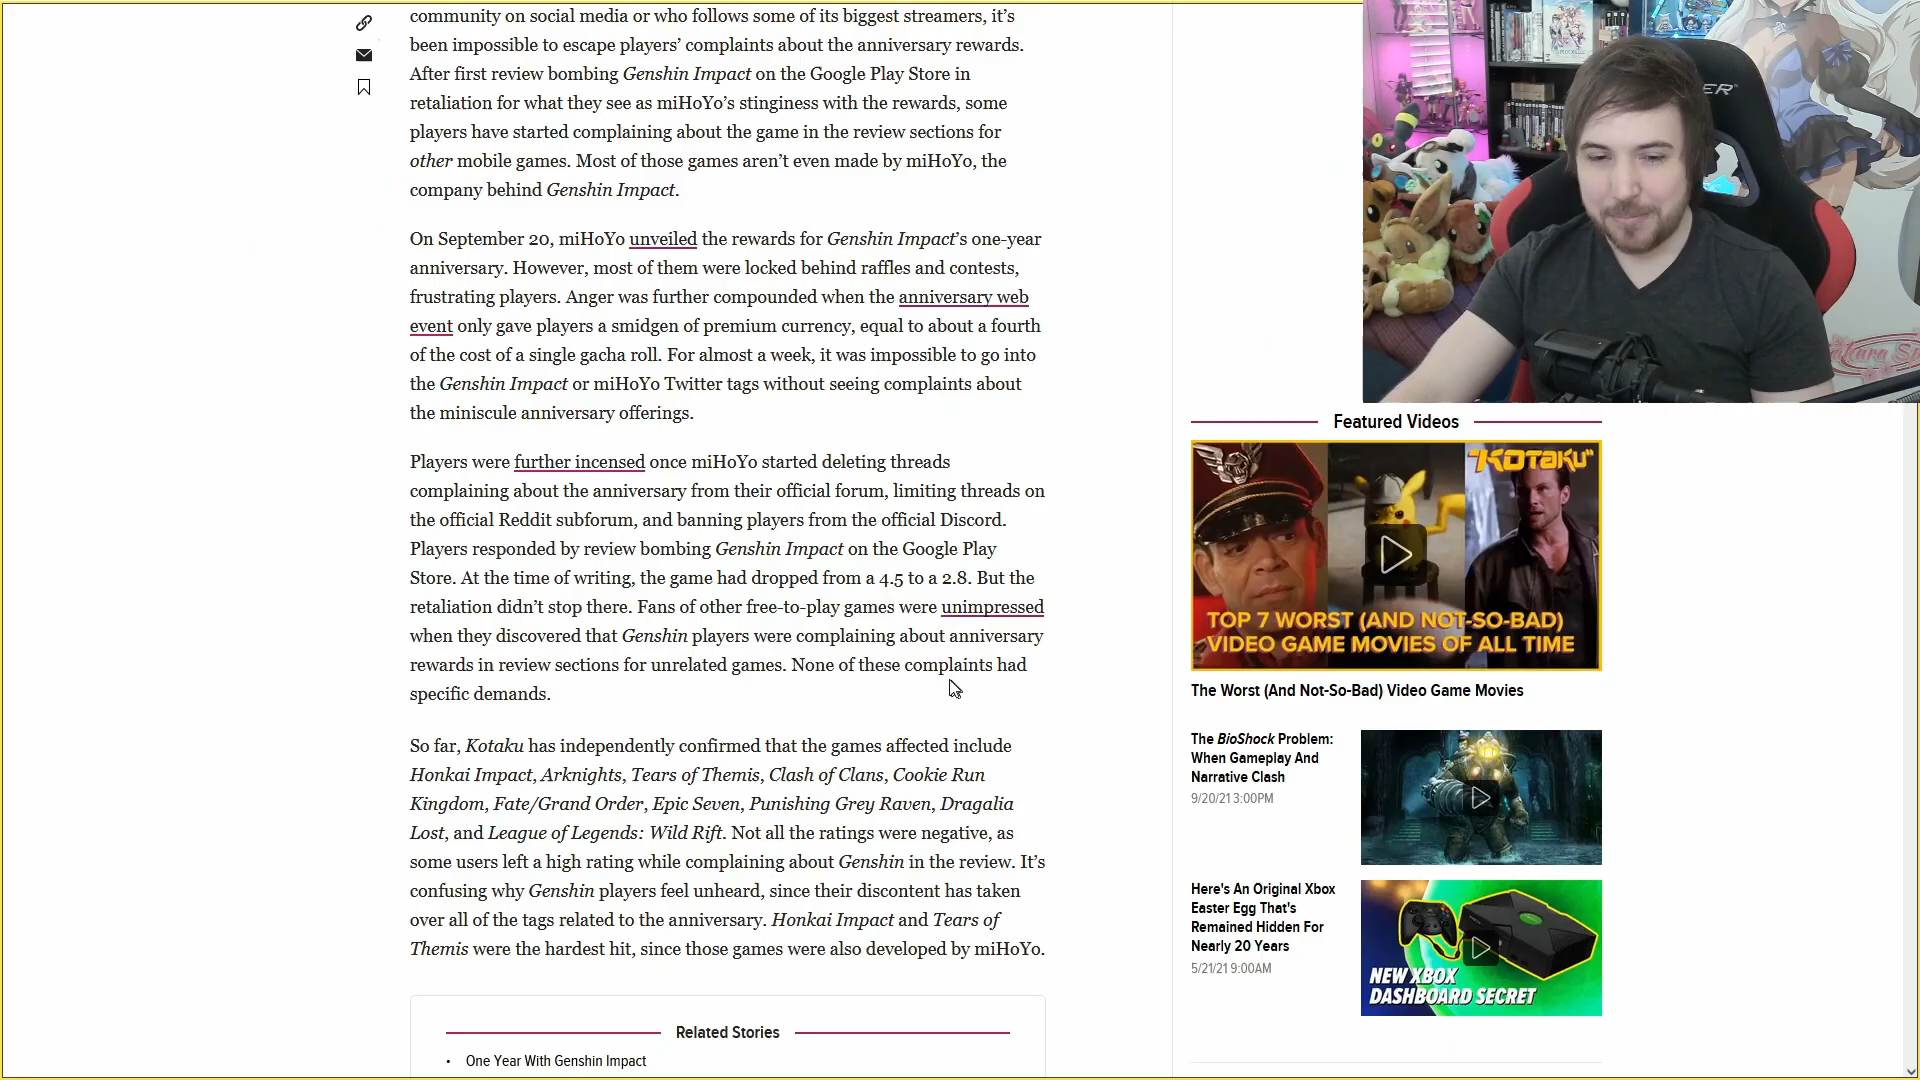 community on social media or who follows some of its biggest streamers, it’s
been impossible to escape players’ complaints about the anniversary rewards.
After first review bombing Genshin Impact on the Google Play Store in
retaliation for what they see as miHoYo’s stinginess with the rewards, some
players have started complaining about the game in the review sections for
other mobile games. Most of those games aren’t even made by miHoYo, the
company behind Genshin Impact.
On September 20, miHoYo unveiled the rewards for Genshin Impact’s one-year
anniversary. However, most of them were locked behind raffles and contests,
frustrating players. Anger was further compounded when the anniversary web
event only gave players a smidgen of premium currency, equal to about a fourth
of the cost of a single gacha roll. For almost a week, it was impossible to go into
the Genshin Impact or miHoYo Twitter tags without seeing complaints about
the miniscule anniversary offerings.
Players were further incensed once miHoYo started deleting threads
complaining about the anniversary from their official forum, limiting threads on
the official Reddit subforum, and banning players from the official Discord.
Players responded by review bombing Genshin Impact on the Google Play
Store. At the time of writing, the game had dropped from a 4.5 to a 2.8. But the
retaliation didn’t stop there. Fans of other free-to-play games were unimpressed
when they discovered that Genshin players were complaining about anniversary
rewards in review sections for unrelated games. None of these complaints had
specific demands.
So far, Kotaku has independently confirmed that the games affected include
Honkai Impact, Arknights, Tears of Themis, Clash of Clans, Cookie Run
Kingdom, Fate/Grand Order, Epic Seven, Punishing Grey Raven, Dragalia
Lost, and League of Legends: Wild Rift. Not all the ratings were negative, as
some users left a high rating while complaining about Genshin in the review. It’s
confusing why Genshin players feel unheard, since their discontent has taken
over all of the tags related to the anniversary. Honkai Impact and Tears of
Themis were the hardest hit, since those games were also developed by miHoYo.
Related Stories
• One Year With Genshin Impact
Featured Videos
KOTAKU
TOP 7 WORST (AND NOT-SO-BAD)
VIDEO GAME MOVIES OF ALL TIME
The Worst (And Not-So-Bad) Video Game Movies
The BioShock Problem:
When Gameplay And
Narrative Clash
9/20/21 3:00PM
Here's An Original Xbox
Easter Egg That's
Remained Hidden For
Nearly 20 Years
5/21/21 9:00AM
NEW XBOX
DASHBOARD SECRET